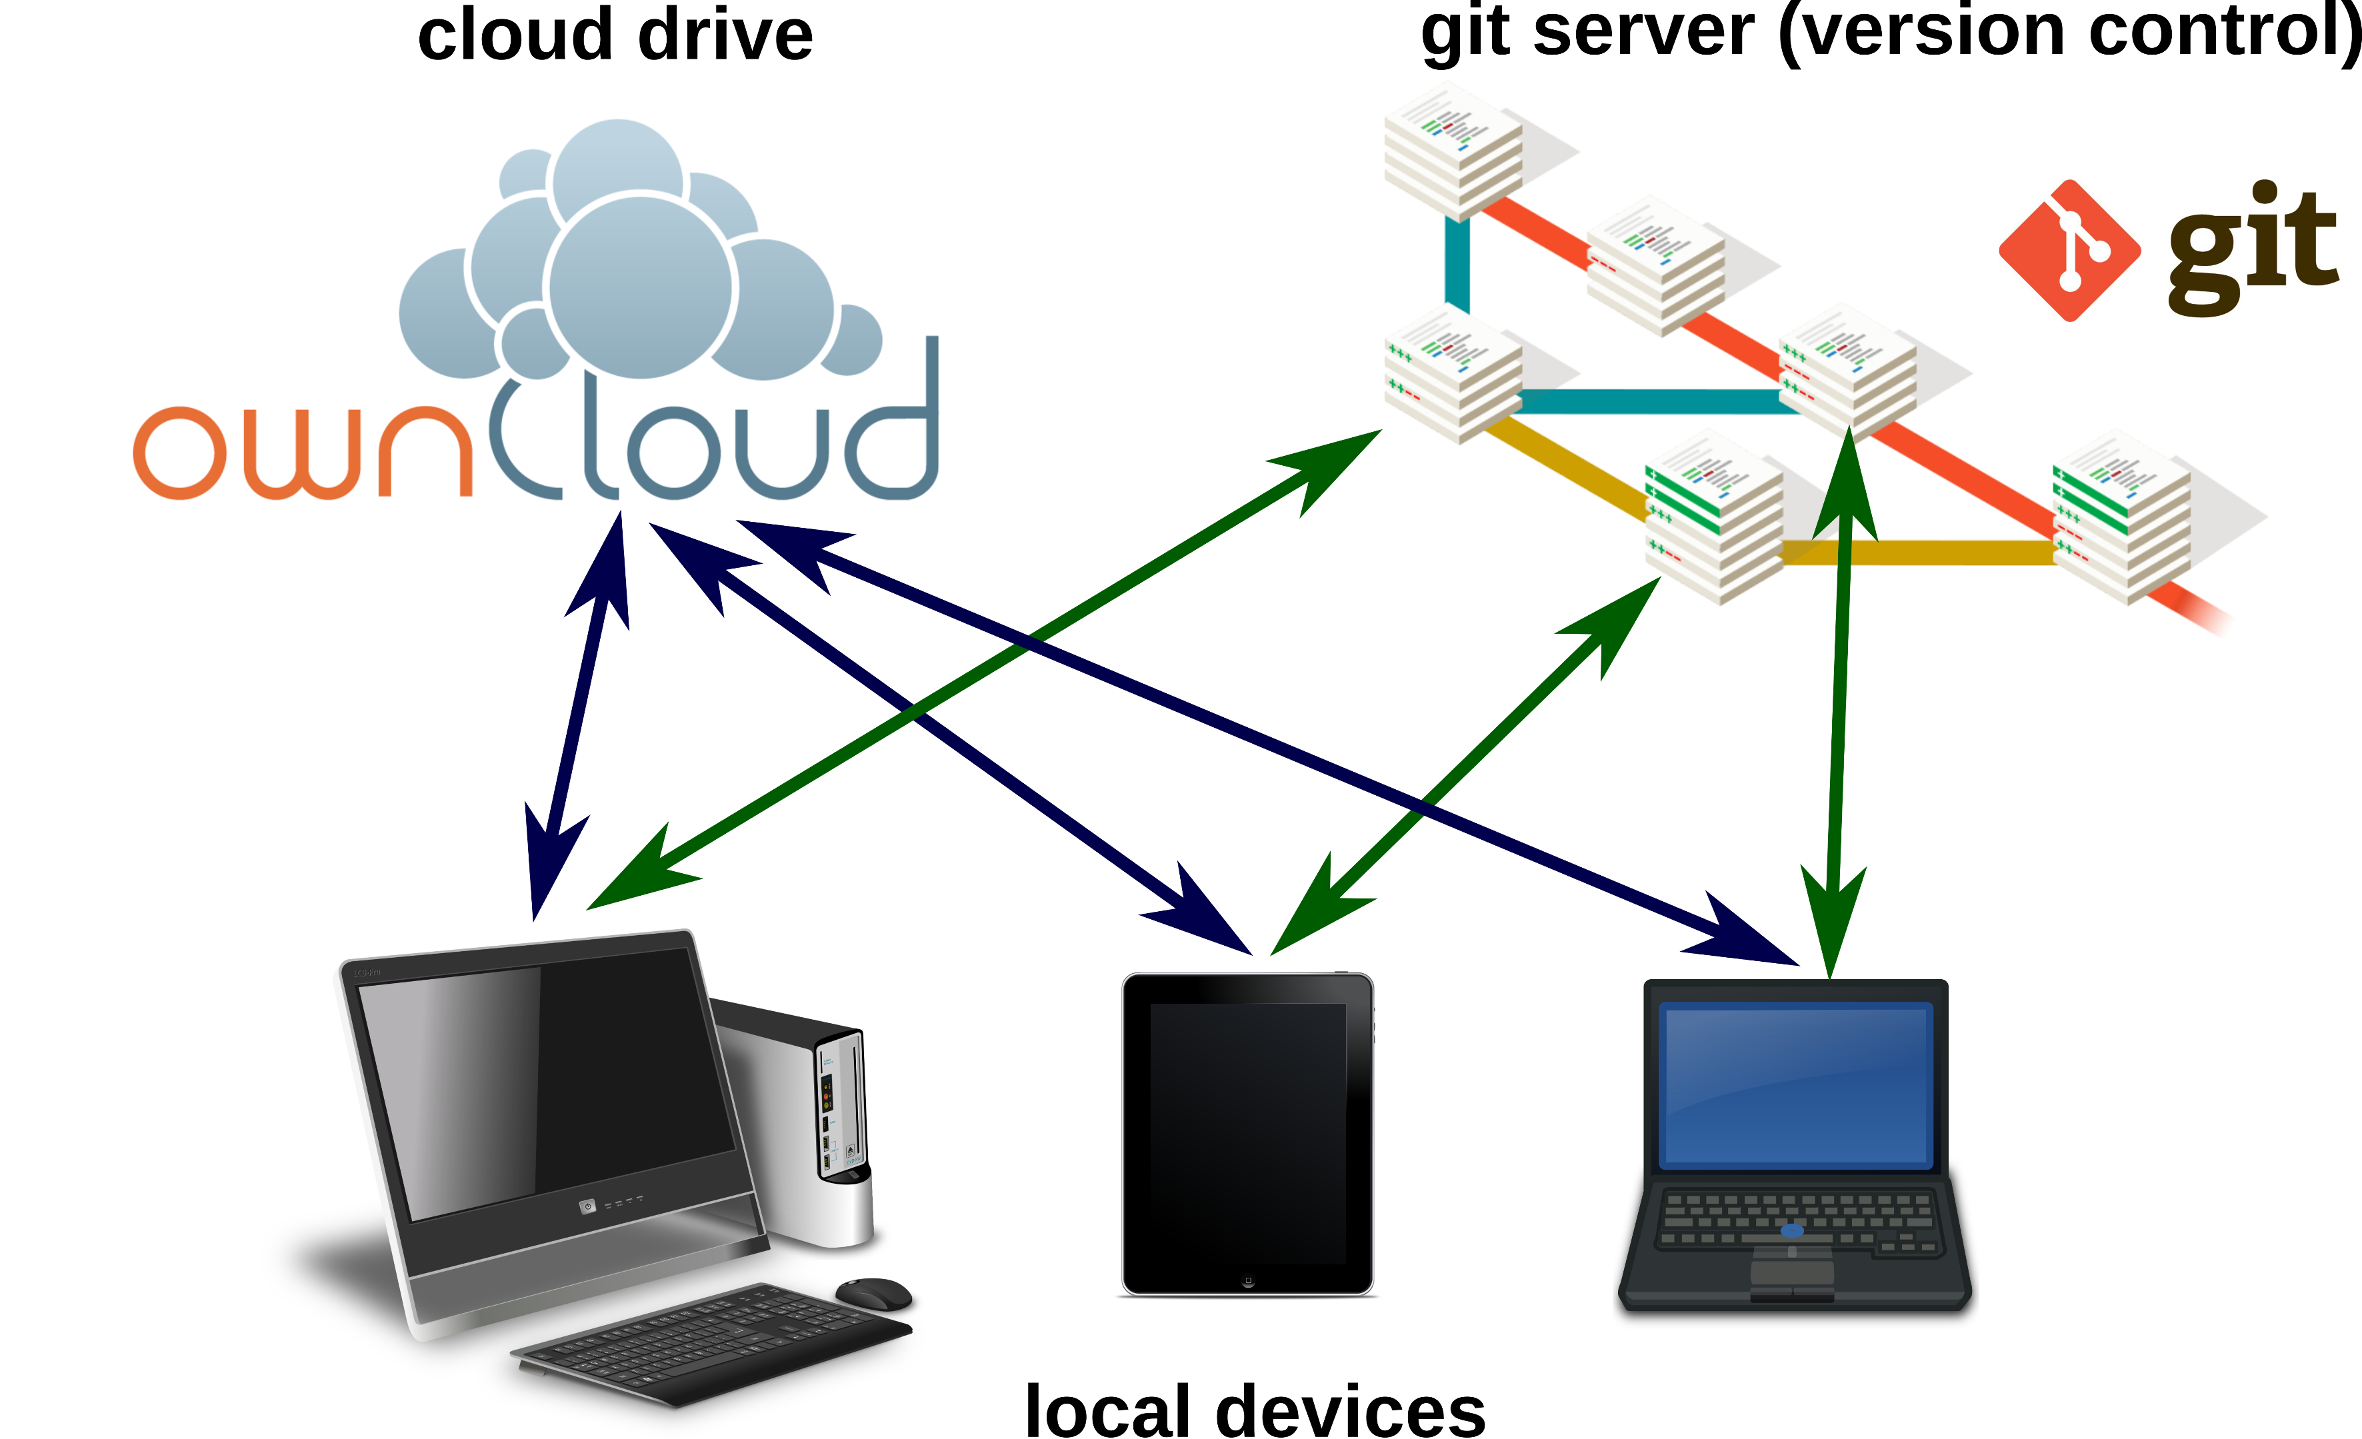 cloud drive
git server (version control)
git
ownCloud
local devices